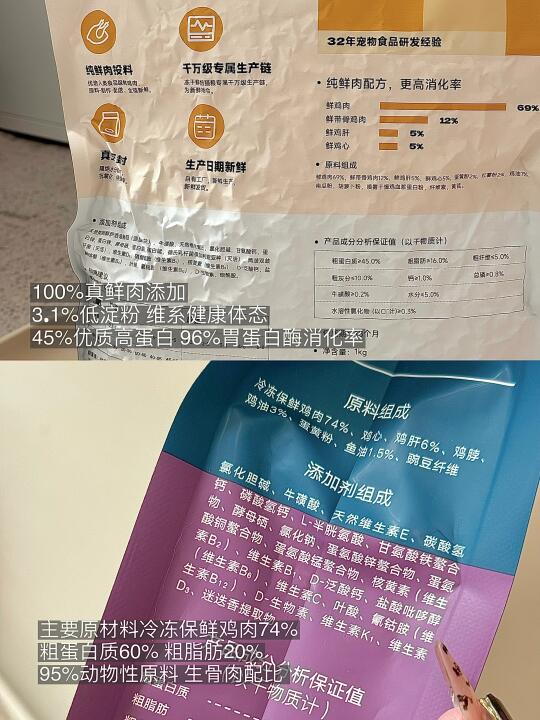 32年宠物食品研发经验
纯鲜肉投料
千万级专属生产链
纯鲜肉配方，更高消化率
鲜鸡肉 69%
鲜带骨鸡肉 12%
鲜鸡肝 5%
鲜鸡心 5%
生产日期新鲜
原料组成
添加剂组成
产品成分分析保证值（以干物质计）
粗蛋白质≥45.0% 粗脂肪≥16.0% 粗纤维≤5.0%
粗灰分≤10.0% 钙≥1.0% 总磷≥0.8%
牛磺酸≥0.2% 水分≤5.0%
100%真鲜肉添加
3.1%低淀粉 维系健康体态
45%优质高蛋白 96%胃蛋白酶消化率
净含量：1kg
原料组成
冷冻保鲜鸡肉74%、鸡心、鸡肝6%、鸡脖、
鸡油3%、蛋黄粉、鱼油1.5%、豌豆纤维
添加剂组成
氯化胆碱、牛磺酸、天然维生素E、碳酸氢
钙、磷酸氢钙、L-半胱氨酸、甘氨酸铁螯合
物、酵母硒、氯化钠、蛋氨酸锌螯合物、蛋氨
酸铜螯合物、蛋氨酸锰螯合物、核黄素（维生
素B₂）、维生素B₁、D-泛酸钙、盐酸吡哆醇
（维生素B₆）、维生素C、叶酸、氰钴胺（维
生素B₁₂）、D-生物素、维生素K₁、维生素
D₃、迷迭香提取物
主要原材料冷冻保鲜鸡肉74%
粗蛋白质60% 粗脂肪20%
95%动物性原料 生骨肉配比
分析保证值
干物质计）
蛋白质
粗脂肪